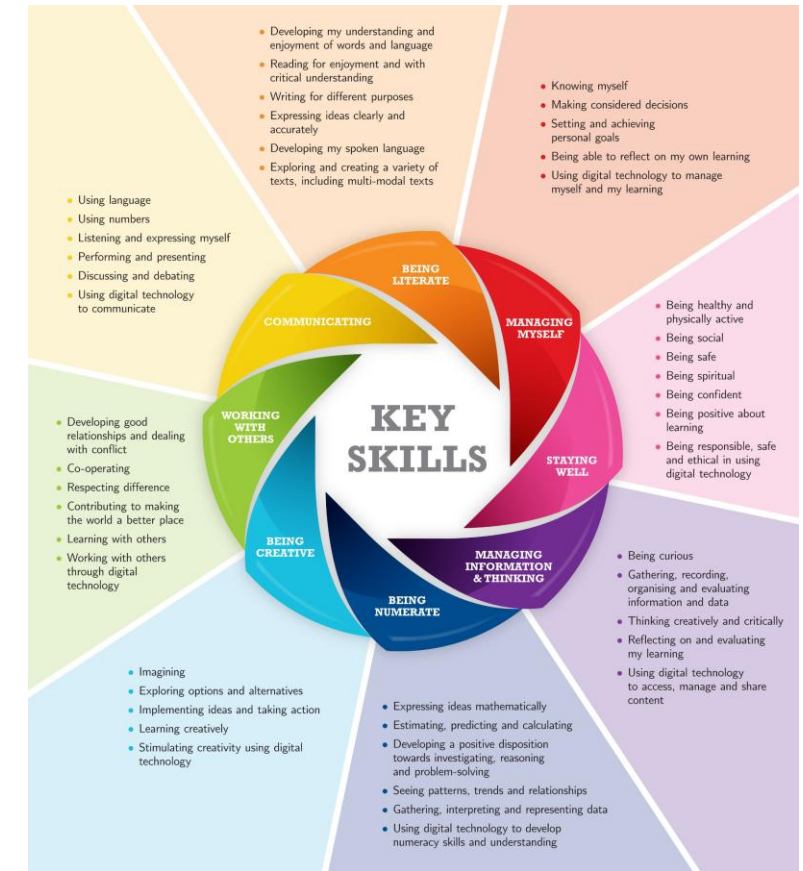 KEY
SKILLS
BEING
LITERATE
• Developing my understanding and
enjoyment of words and language
• Reading for enjoyment and with
critical understanding
• Writing for different purposes
• Expressing ideas clearly and
accurately
• Developing my spoken language
• Exploring and creating a variety of
texts, including multi-modal texts
MANAGING
MYSELF
• Knowing myself
• Making considered decisions
• Setting and achieving
personal goals
• Being able to reflect on my own learning
• Using digital technology to manage
myself and my learning
STAYING
WELL
• Being healthy and
physically active
• Being social
• Being safe
• Being spiritual
• Being confident
• Being positive about
learning
• Being responsible, safe
and ethical in using
digital technology
MANAGING
INFORMATION
& THINKING
• Being curious
• Gathering, recording,
organising and evaluating
information and data
• Thinking creatively and critically
• Reflecting on and evaluating
my learning
• Using digital technology
to access, manage and share
content
BEING
NUMERATE
• Expressing ideas mathematically
• Estimating, predicting and calculating
• Developing a positive disposition
towards investigating, reasoning
and problem-solving
• Seeing patterns, trends and relationships
• Gathering, interpreting and representing data
• Using digital technology to develop
numeracy skills and understanding
BEING
CREATIVE
• Imagining
• Exploring options and alternatives
• Implementing ideas and taking action
• Learning creatively
• Stimulating creativity using digital
technology
WORKING
WITH
OTHERS
• Developing good
relationships and dealing
with conflict
• Co-operating
• Respecting difference
• Contributing to making
the world a better place
• Learning with others
• Working with others
through digital
technology
COMMUNICATING
• Using language
• Using numbers
• Listening and expressing myself
• Performing and presenting
• Discussing and debating
• Using digital technology
to communicate